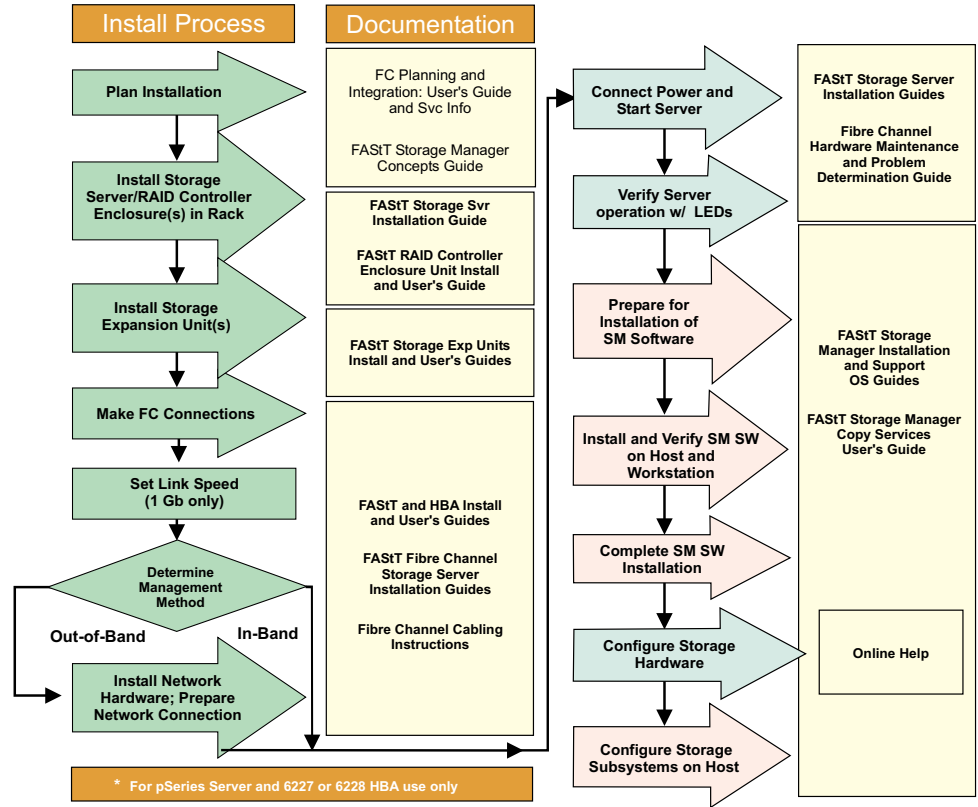 Install Process
Plan Installation
Install Storage
Server/RAID Controller
Enclosure(s) in Rack
Install Storage
Expansion Unit(s)
Make FC Connections
Set Link Speed
(1 Gb only)
Determine
Management
Method
Out-of-Band
In-Band
Install Network
Hardware; Prepare
Network Connection
Documentation
FC Planning and
Integration: User's Guide
and Svc Info
FAStT Storage Manager
Concepts Guide
FAStT Storage Svr
Installation Guide
FAStT RAID Controller
Enclosure Unit Install
and User's Guide
FAStT Storage Exp Units
Install and User's Guides
FAStT and HBA Install
and User's Guides
FAStT Fibre Channel
Storage Server
Installation Guides
Fibre Channel Cabling
Instructions
* For pSeries Server and 6227 or 6228 HBA use only
Connect Power and
Start Server
Verify Server
operation w/ LEDs
Prepare for
Installation of
SM Software
Install and Verify SM SW
on Host and
Workstation
Complete SM SW
Installation
Configure Storage
Hardware
Configure Storage
Subsystems on Host
FAStT Storage Server
Installation Guides
Fibre Channel
Hardware Maintenance
and Problem
Determination Guide
FAStT Storage
Manager Installation
and Support
OS Guides
FAStT Storage Manager
Copy Services
User's Guide
Online Help